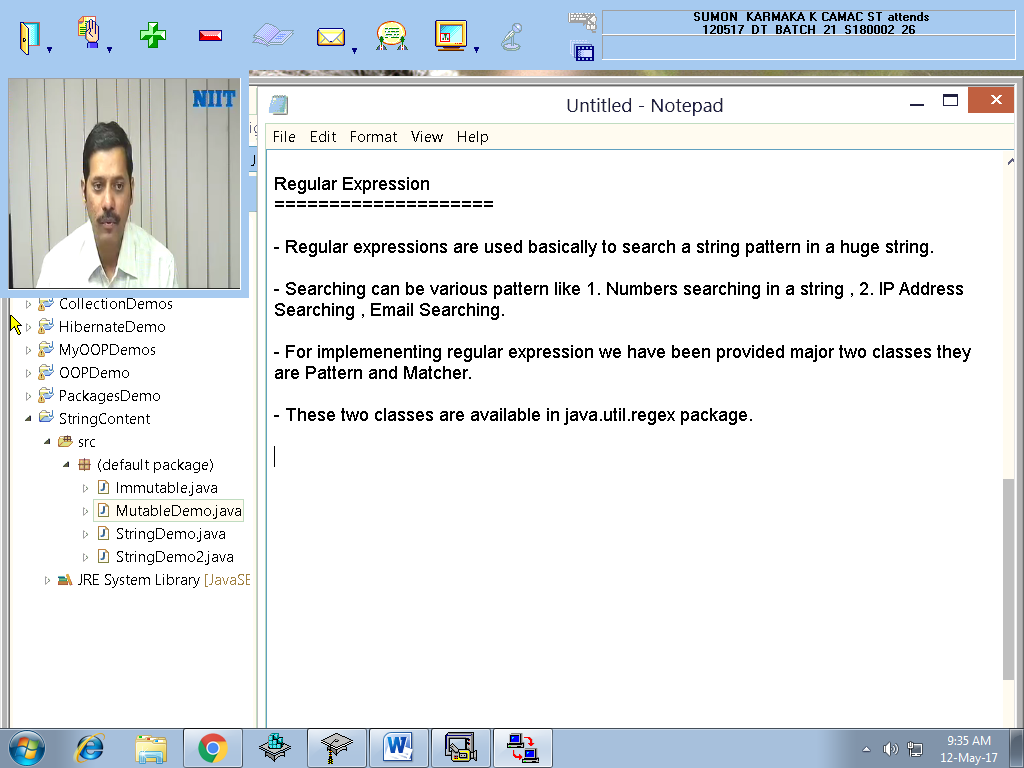 SUMON KARMAKA K CAMAC ST attends
120517 DT BATCH 21 S180002 26
NIIT
Untitled - Notepad
File Edit Format View Help
Regular Expression
====================
- Regular expressions are used basically to search a string pattern in a huge string.
- Searching can be various pattern like 1. Numbers searching in a string , 2. IP Address
Searching , Email Searching.
- For implemenenting regular expression we have been provided major two classes they
are Pattern and Matcher.
- These two classes are available in java.util.regex package.
CollectionDemos
HibernateDemo
MyOOPDemos
OOPDemo
PackagesDemo
StringContent
src
(default package)
Immutable.java
MutableDemo.java
StringDemo.java
StringDemo2.java
JRE System Library [JavaSE
9:35 AM
12-May-17